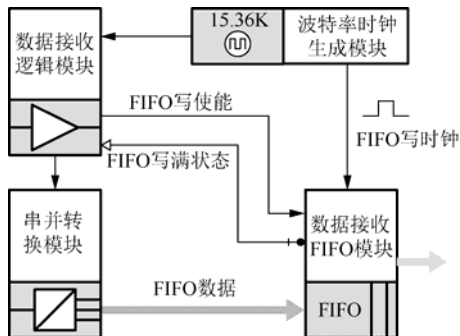 数据接收
逻辑模块
15.36K
波特率时钟
生成模块
FIFO写使能
FIFO写时钟
FIFO写满状态
串并转
换模块
数据接收
FIFO模块
FIFO数据
FIFO